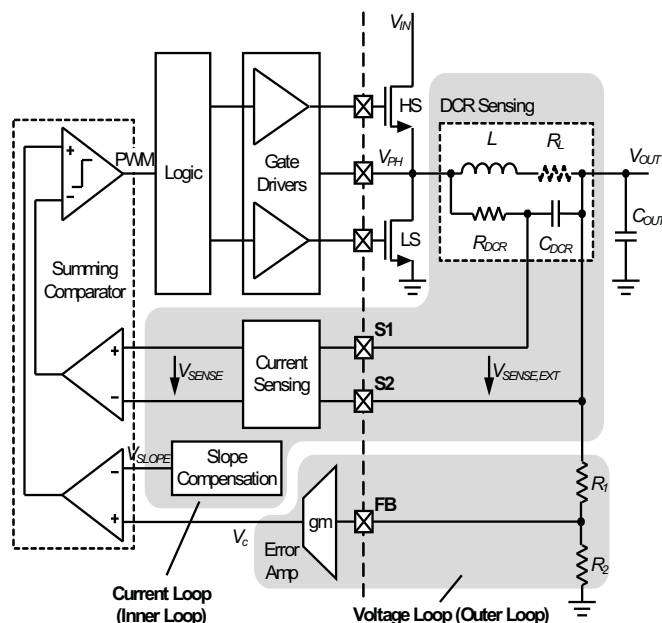 V_IN
HS
DCR Sensing
L
R_L
V_OUT
PWM
Logic
Gate
Drivers
V_PH
C_OUT
R_DCR
C_DCR
LS
Summing
Comparator
S1
Current
Sensing
V_SENSE
V_SENSE,EXT
S2
V_SLOPE
Slope
Compensation
R_1
FB
gm
V_c
Error
Amp
R_2
Current Loop
(Inner Loop)
Voltage Loop (Outer Loop)
+
−
+
−
−
+